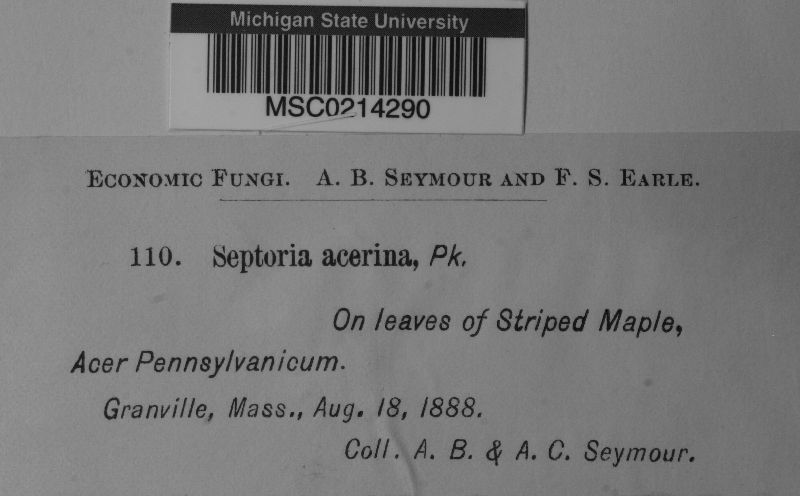 Michigan State University
MSC0214290
Economic Fungi. A. B. Seymour and F. S. Earle.
110. Septoria acerina, Pk.
On leaves of Striped Maple,
Acer Pennsylvanicum.
Granville, Mass., Aug. 18, 1888.
Coll. A. B. & A. C. Seymour.